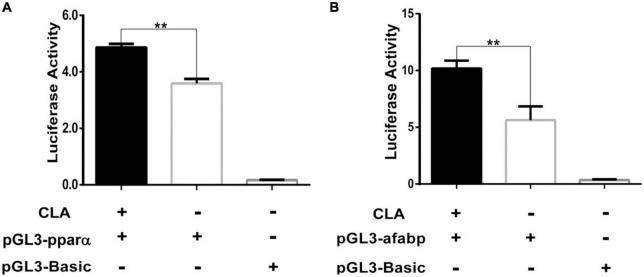 A
Luciferase Activity
6.0
4.0
2.0
0.0
**
CLA + - -
pGL3-pparα + + -
pGL3-Basic - - +
B
Luciferase Activity
15
10
5
0
**
CLA + - -
pGL3-afabp + + -
pGL3-Basic - - +